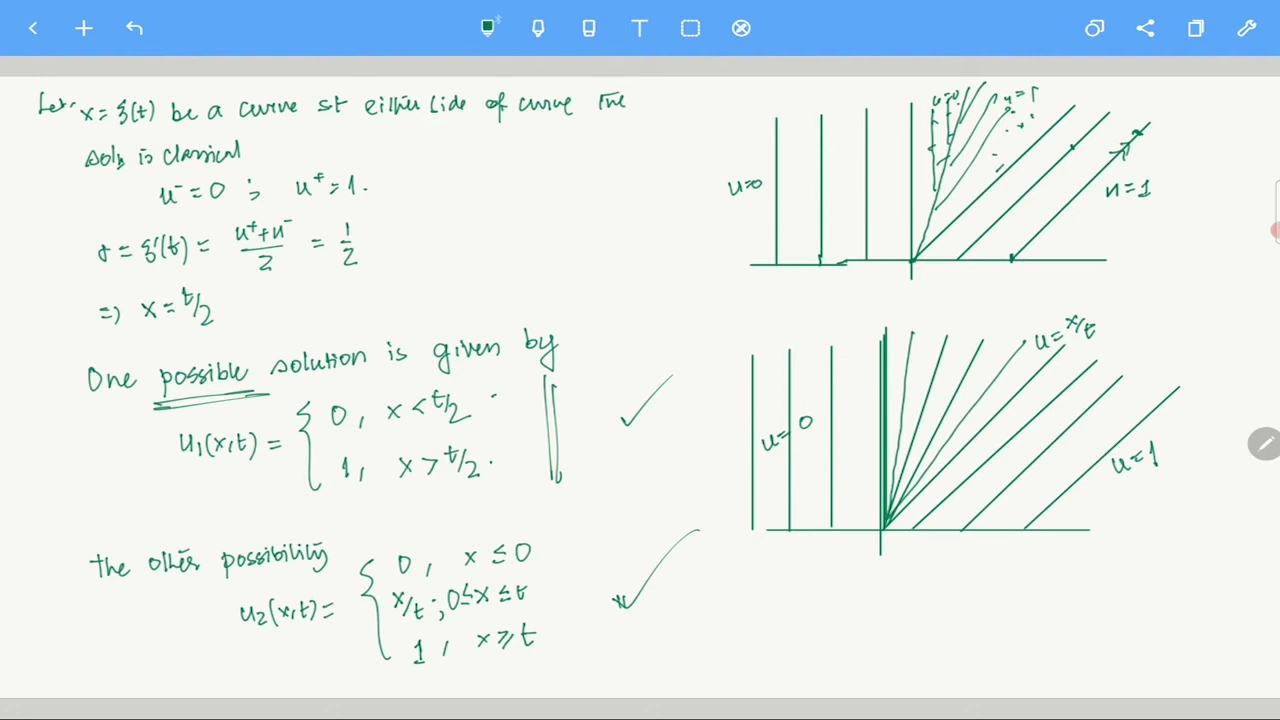 Let, x = ξ(t) be a curve st either side of curve the
soln is classical
u⁻ = 0 ; u⁺ = 1.
σ = ξ'(t) = (u⁺ + u⁻)/2 = 1/2
⇒ x = t/2
One possible solution is given by
u₁(x,t) = { 0, x < t/2 .
1, x > t/2 .
the other possibility
u₂(x,t) = { 0, x ≤ 0
x/t ; 0 ≤ x ≤ t
1, x ≥ t
u=0
u=0
u=1
u=1
u=0
u=x/t
u=1
T